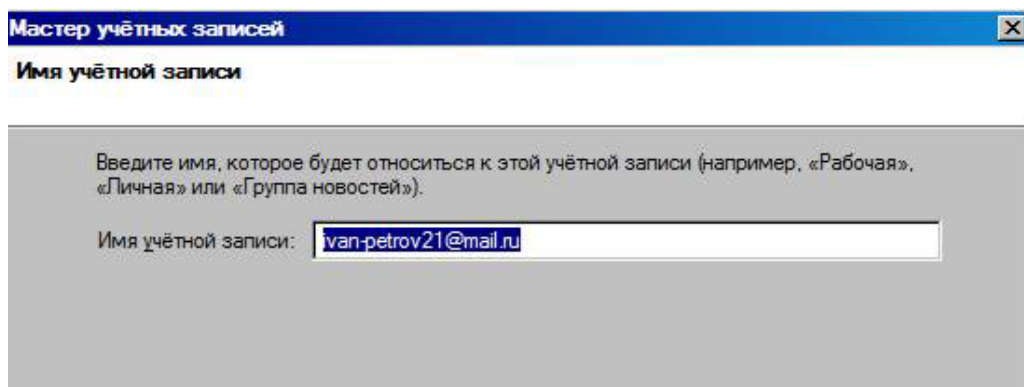 Мастер учётных записей
Имя учётной записи
Введите имя, которое будет относиться к этой учётной записи (например, «Рабочая»,
«Личная» или «Группа новостей»).
Имя учётной записи: ivan-petrov21@mail.ru